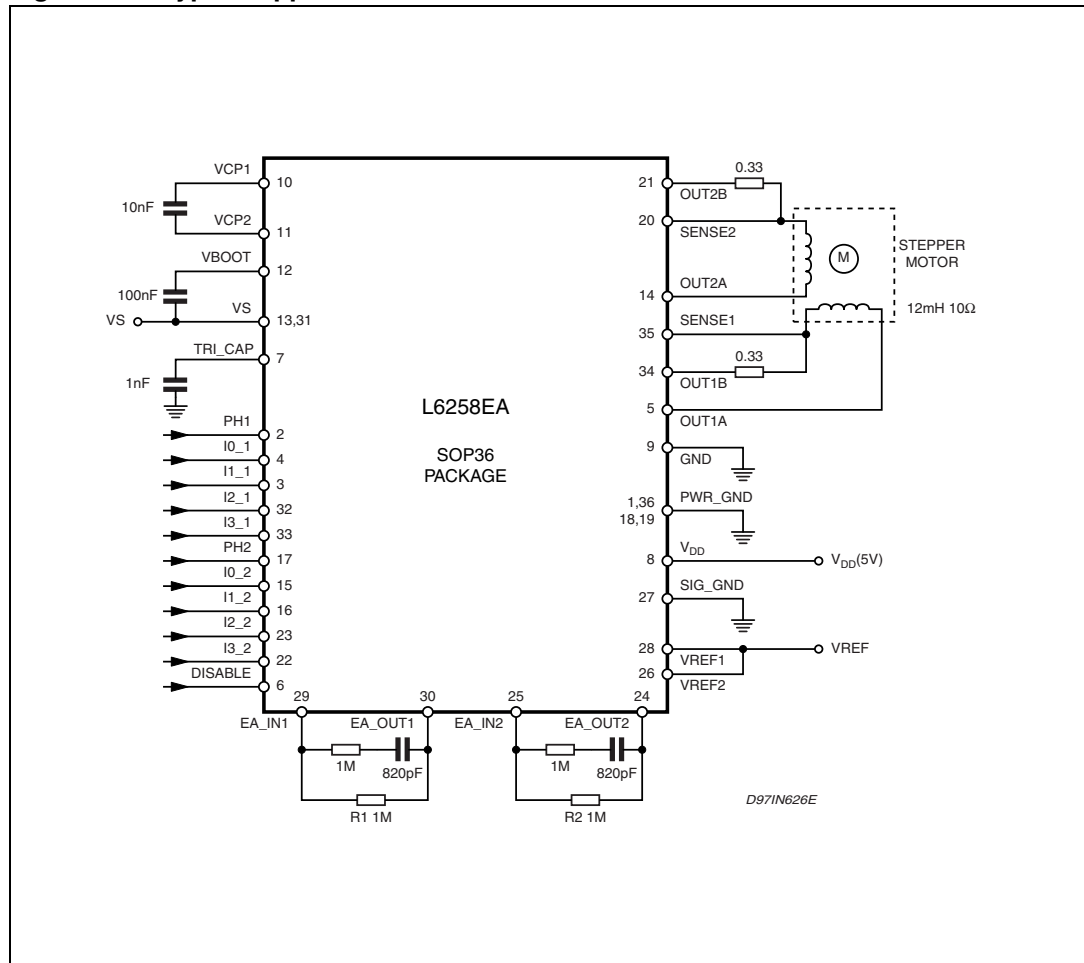 VCP1
10
10nF
VCP2
11
VBOOT
12
100nF
VS
VS
13,31
TRI_CAP
7
1nF
PH1
2
I0_1
4
I1_1
3
I2_1
32
I3_1
33
PH2
17
I0_2
15
I1_2
16
I2_2
23
I3_2
22
DISABLE
6
L6258EA
SOP36
PACKAGE
0.33
21
OUT2B
20
SENSE2
M
STEPPER
MOTOR
OUT2A
14
12mH 10Ω
SENSE1
35
0.33
34
OUT1B
5
OUT1A
9
GND
1,36
18,19
PWR_GND
VDD
8
VDD(5V)
SIG_GND
27
28
VREF1
VREF
26
VREF2
29
30
25
24
EA_IN1
EA_OUT1
EA_IN2
EA_OUT2
1M
820pF
1M
820pF
R1 1M
R2 1M
D97IN626E